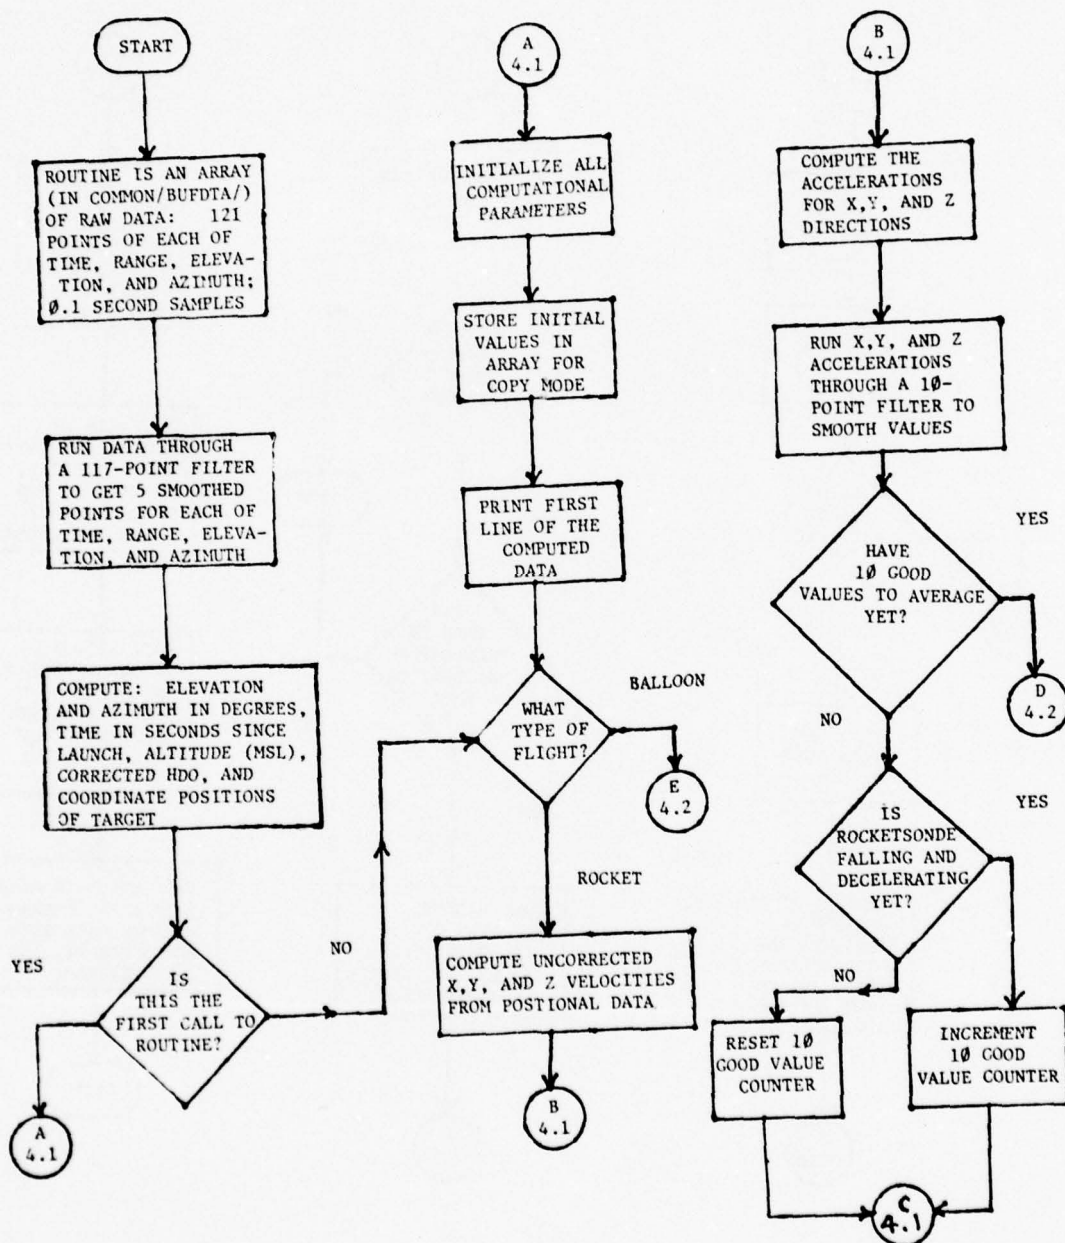 START
ROUTINE IS AN ARRAY
(IN COMMON/BUFDTA/)
OF RAW DATA: 121
POINTS OF EACH OF
TIME, RANGE, ELEVA-
TION, AND AZIMUTH;
0.1 SECOND SAMPLES
RUN DATA THROUGH
A 117-POINT FILTER
TO GET 5 SMOOTHED
POINTS FOR EACH OF
TIME, RANGE, ELEVA-
TION, AND AZIMUTH
COMPUTE: ELEVATION
AND AZIMUTH IN DEGREES,
TIME IN SECONDS SINCE
LAUNCH, ALTITUDE (MSL),
CORRECTED HDO, AND
COORDINATE POSITIONS
OF TARGET
YES
NO
IS
THIS THE
FIRST CALL TO
ROUTINE?
A
4.1
A
4.1
INITIALIZE ALL
COMPUTATIONAL
PARAMETERS
STORE INITIAL
VALUES IN
ARRAY FOR
COPY MODE
PRINT FIRST
LINE OF THE
COMPUTED
DATA
BALLOON
WHAT
TYPE OF
FLIGHT?
E
4.2
ROCKET
COMPUTE UNCORRECTED
X,Y, AND Z VELOCITIES
FROM POSTIONAL DATA
B
4.1
B
4.1
COMPUTE THE
ACCELERATIONS
FOR X,Y, AND Z
DIRECTIONS
RUN X,Y, AND Z
ACCELERATIONS
THROUGH A 10-
POINT FILTER TO
SMOOTH VALUES
YES
HAVE
10 GOOD
VALUES TO AVERAGE
YET?
D
4.2
NO
YES
IS
ROCKETSONDE
FALLING AND
DECELERATING
YET?
NO
RESET 10
GOOD VALUE
COUNTER
INCREMENT
10 GOOD
VALUE COUNTER
C
4.1